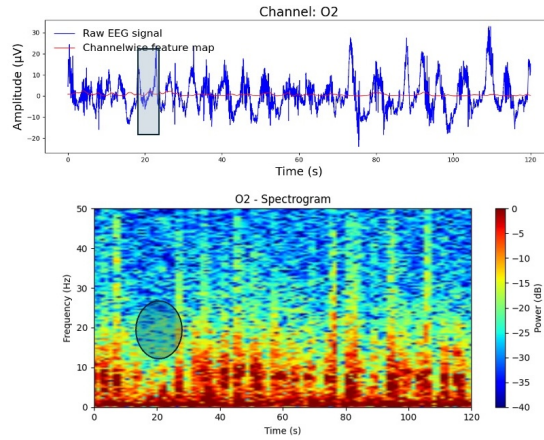 Channel: O2
Raw EEG signal
Channelwise feature map
Amplitude (µV)
30
20
10
0
−10
−20
0 20 40 60 80 100 120
Time (s)
O2 - Spectrogram
Frequency (Hz)
50
40
30
20
10
0
0 20 40 60 80 100 120
Time (s)
0
−5
−10
−15
−20
−25
−30
−35
−40
Power (dB)